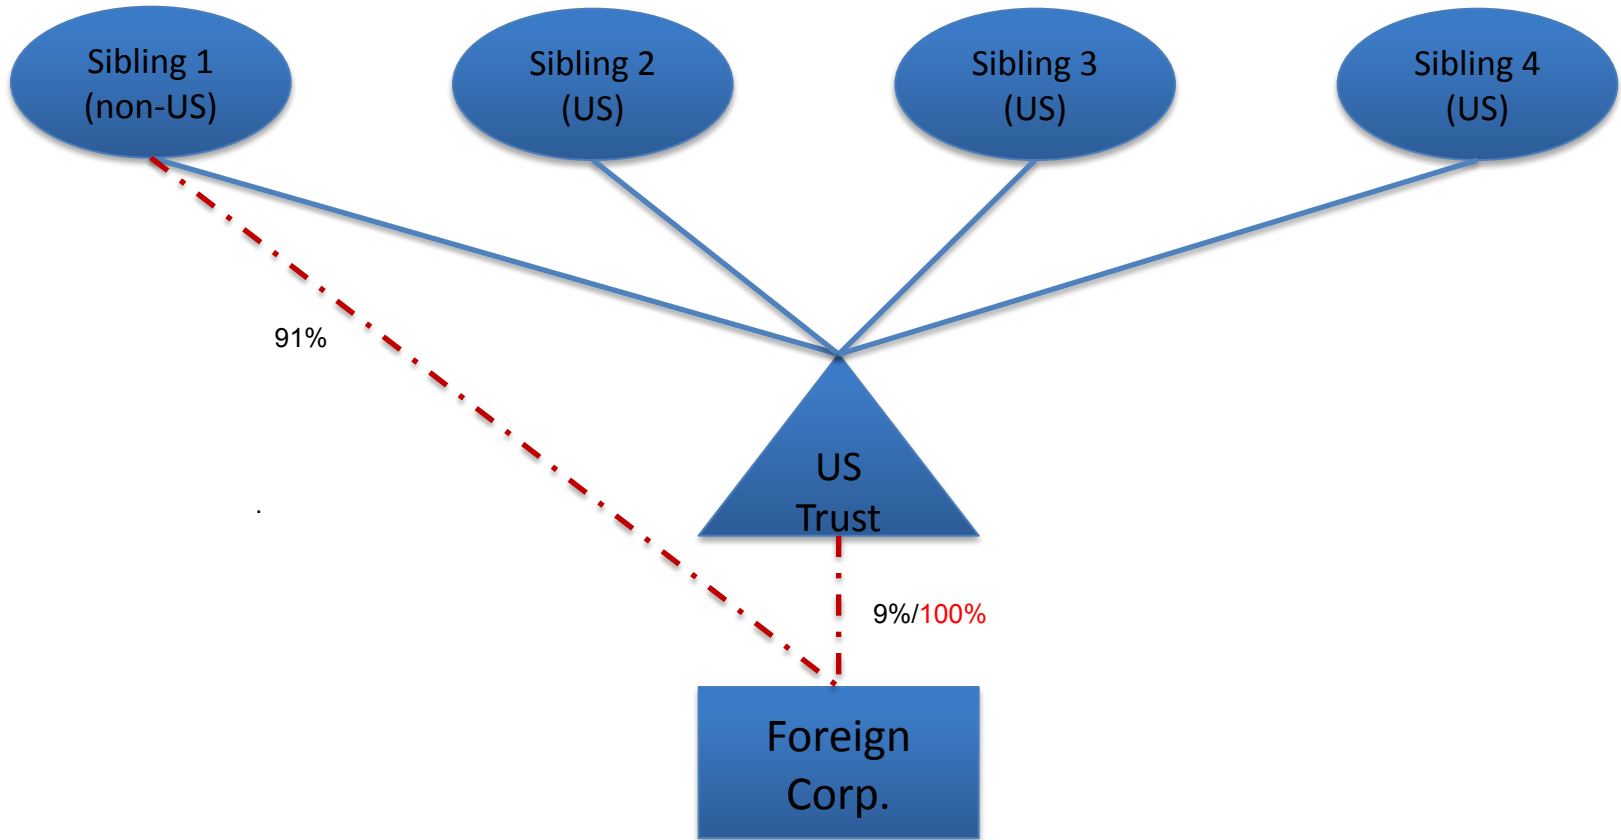 Sibling 1
(non-US)
Sibling 2
(US)
Sibling 3
(US)
Sibling 4
(US)
91%
.
US
Trust
9%/100%
Foreign
Corp.